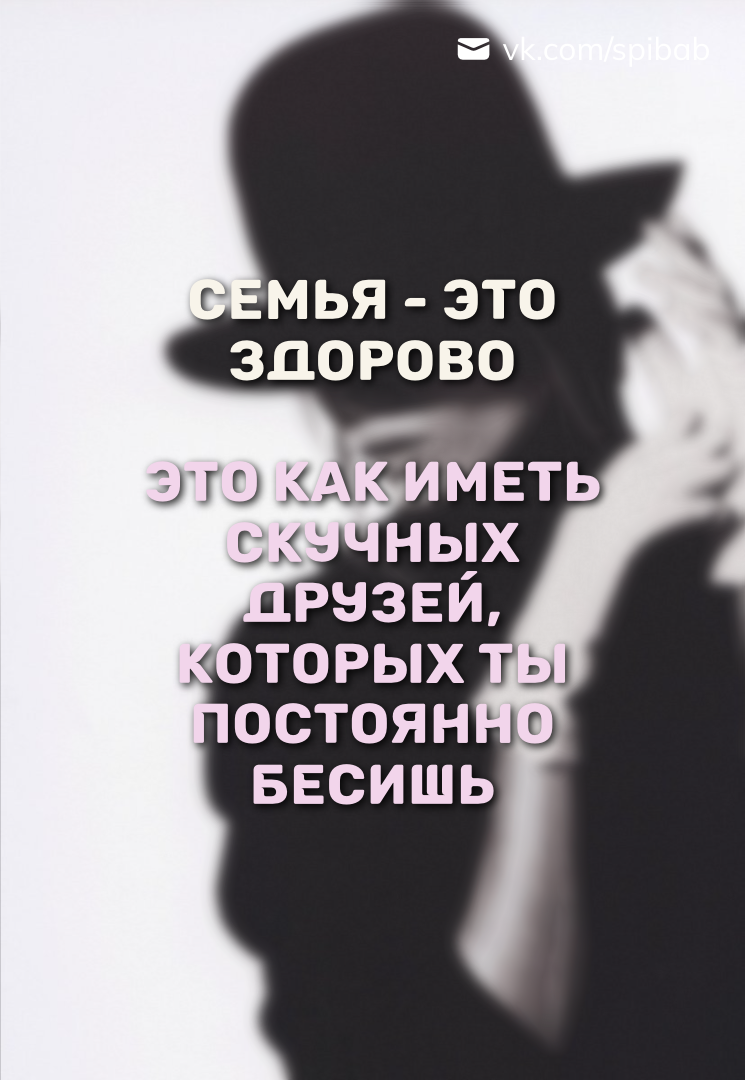 vk.com/spibab
СЕМЬЯ - ЭТО
ЗДОРОВО
ЭТО КАК ИМЕТЬ
СКУЧНЫХ
ДРУЗЕЙ,
КОТОРЫХ ТЫ
ПОСТОЯННО
БЕСИШЬ